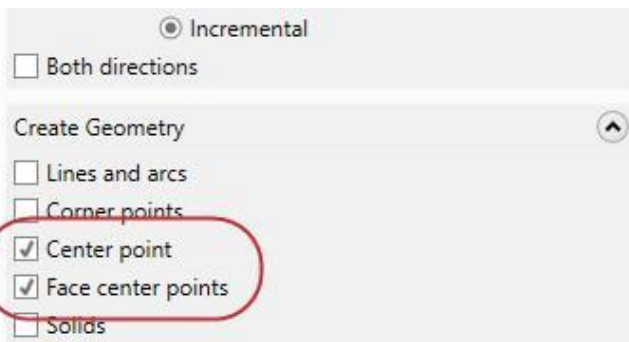 Incremental
Both directions
Create Geometry
Lines and arcs
Corner points
Center point
Face center points
Solids